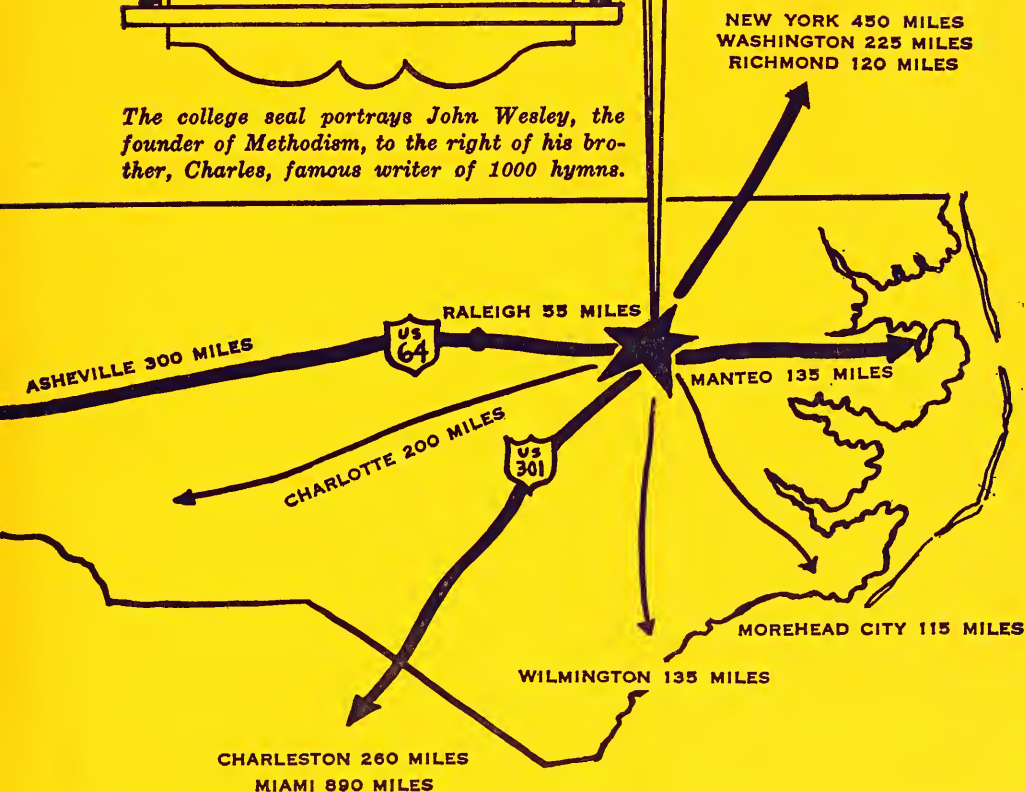 NEW YORK 450 MILES
WASHINGTON 225 MILES
RICHMOND 120 MILES
The college seal portrays John Wesley, the
founder of Methodism, to the right of his bro-
ther, Charles, famous writer of 1000 hymns.
RALEIGH 55 MILES
US
64
ASHEVILLE 300 MILES
MANTEO 135 MILES
CHARLOTTE 200 MILES
US
301
MOREHEAD CITY 115 MILES
WILMINGTON 135 MILES
CHARLESTON 260 MILES
MIAMI 890 MILES